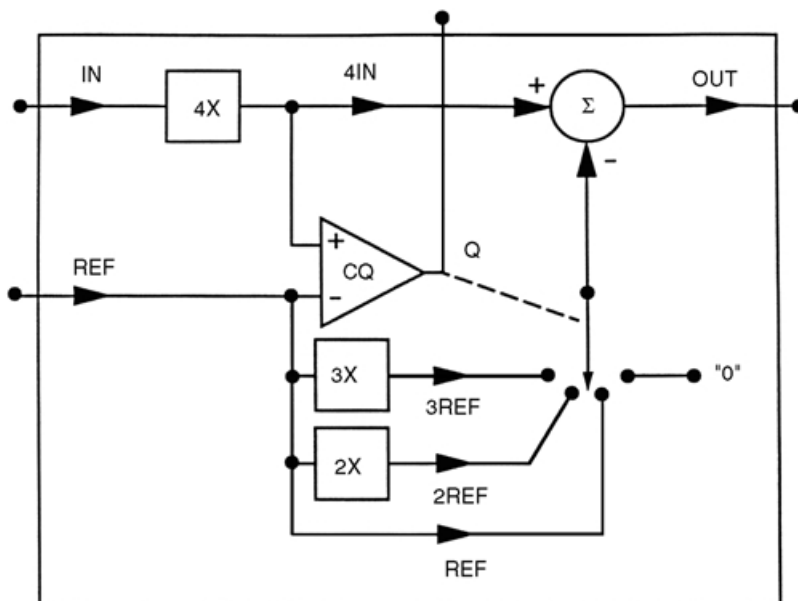 IN
4X
4IN
+
Σ
OUT
-
REF
+
CQ
-
Q
3X
3REF
"0"
2X
2REF
REF